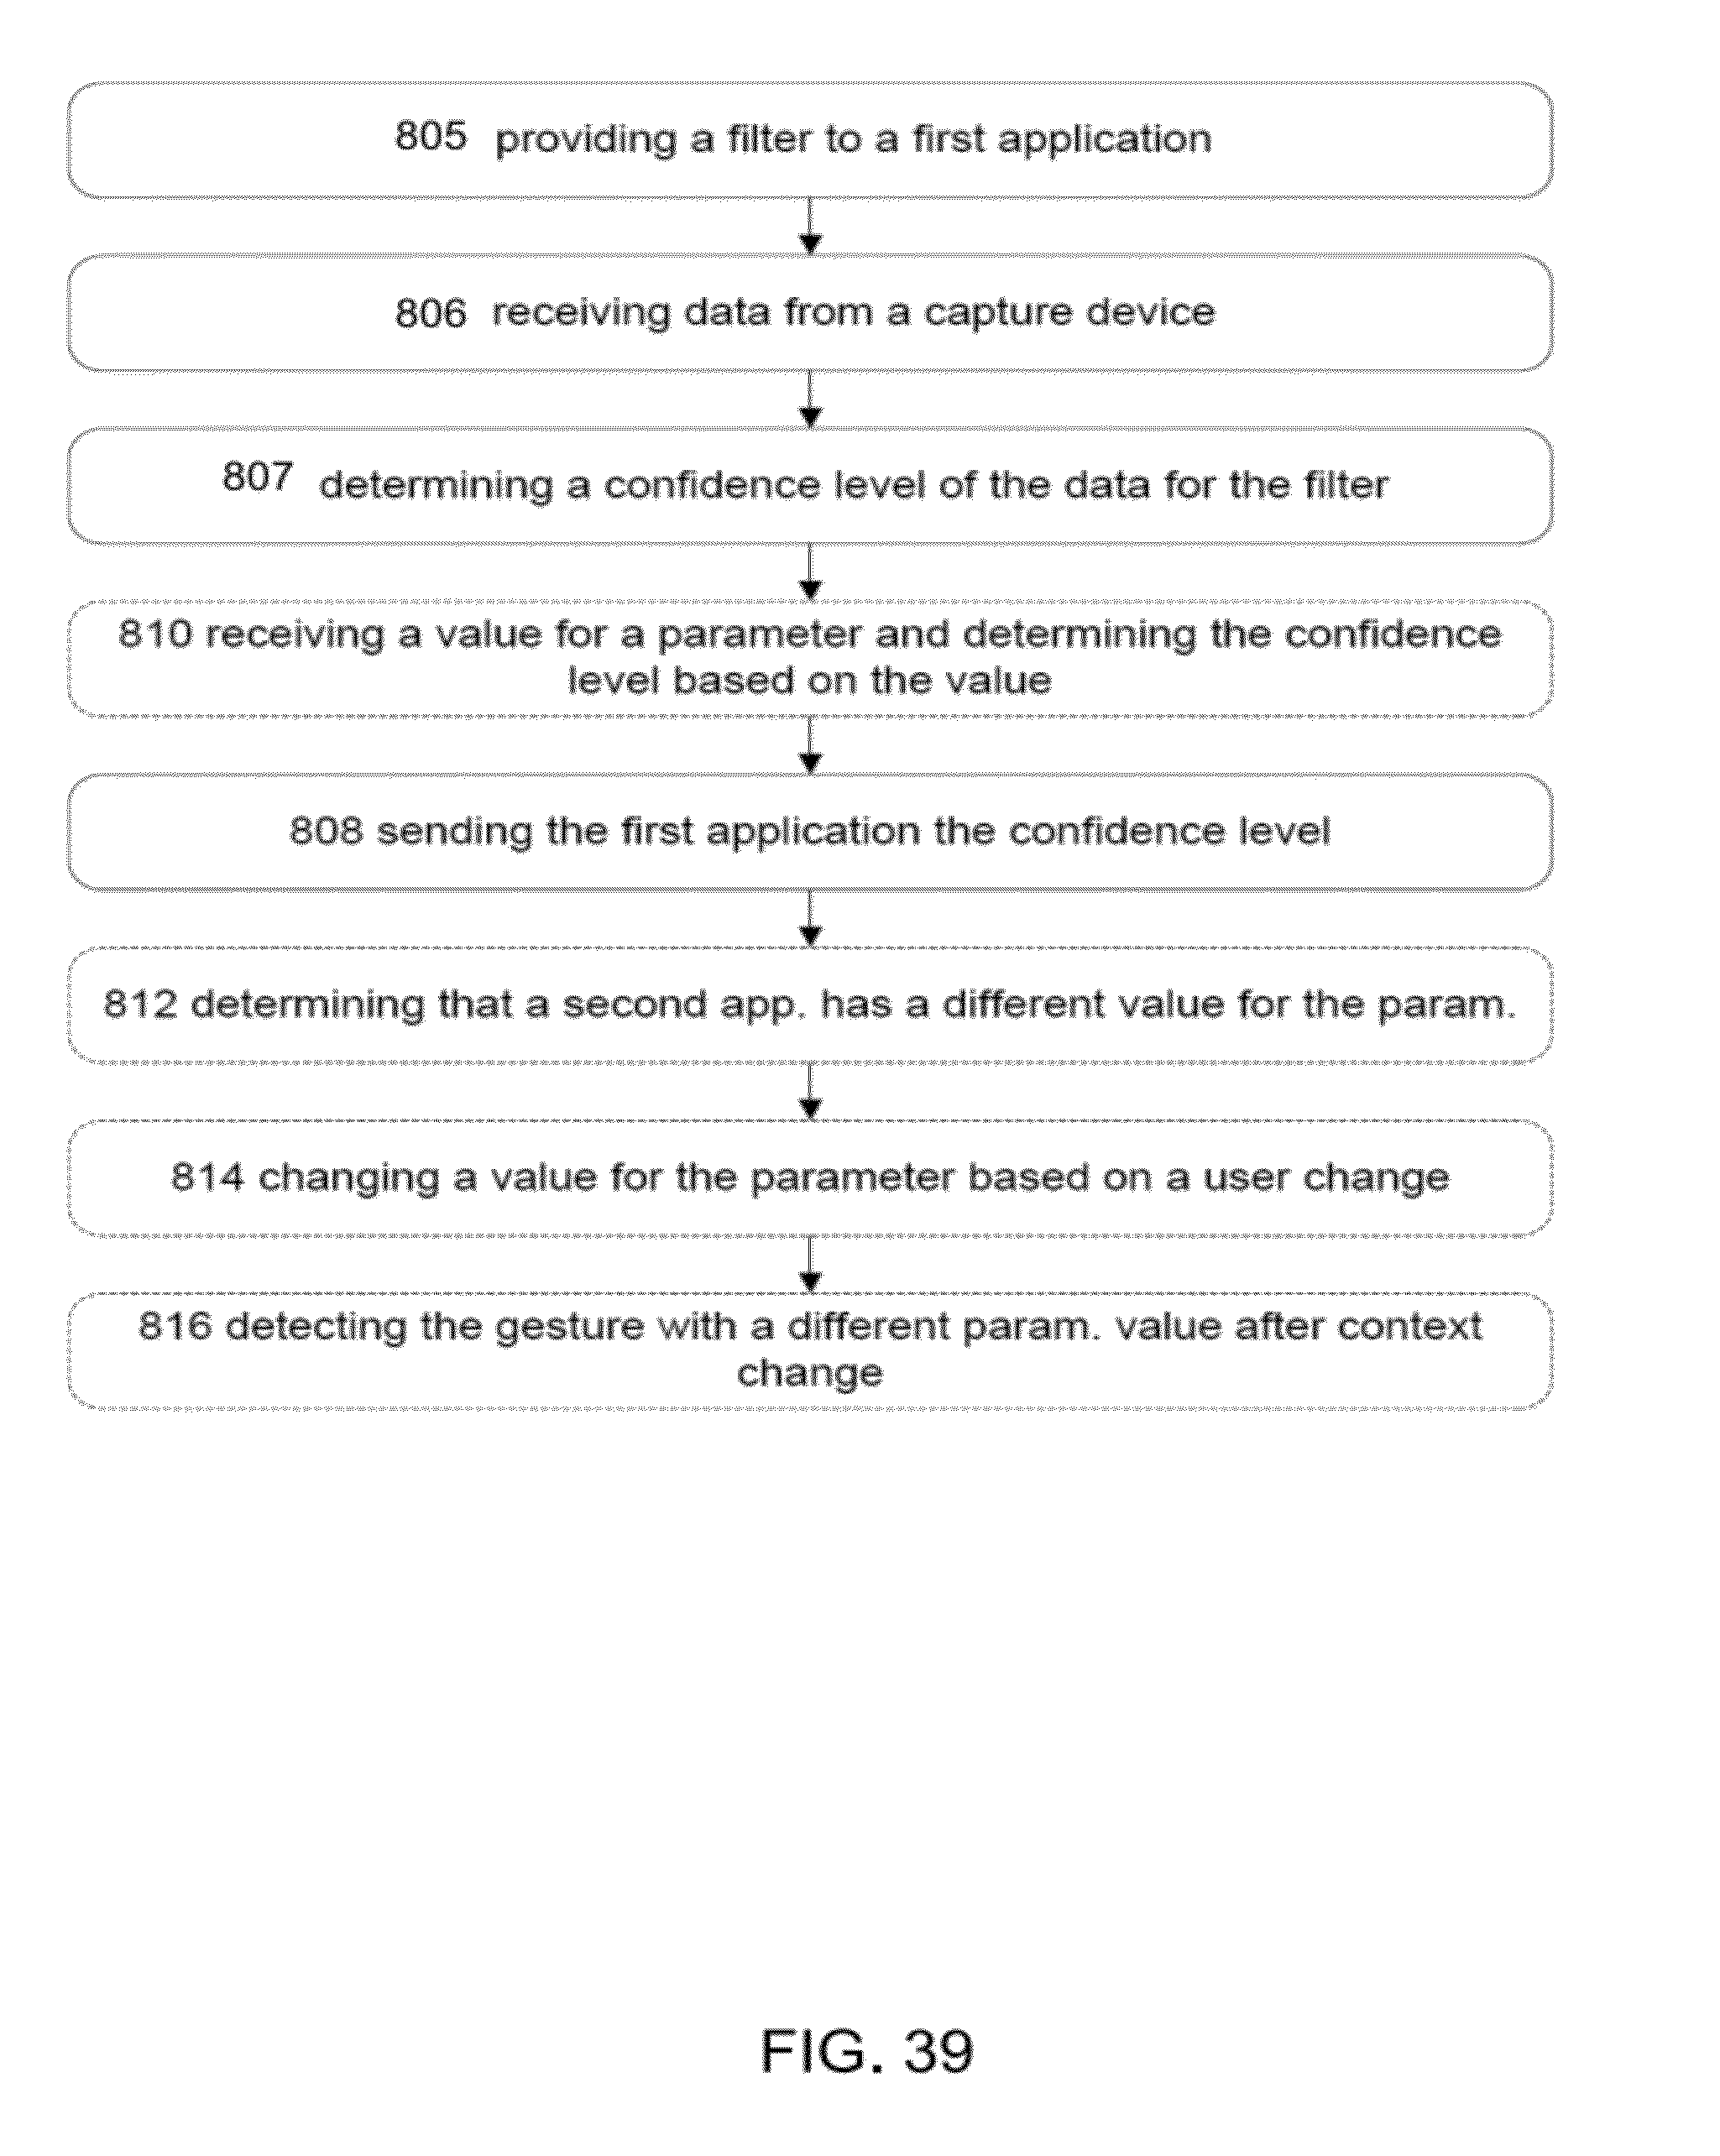 805 providing a filter to a first application
806 receiving data from a capture device
807 determining a confidence level of the data for the filter
810 receiving a value for a parameter and determining the confidence
level based on the value
808 sending the first application the confidence level
812 determining that a second app. has a different value for the param.
814 changing a value for the parameter based on a user change
816 detecting the gesture with a different param. value after context
change
FIG. 39